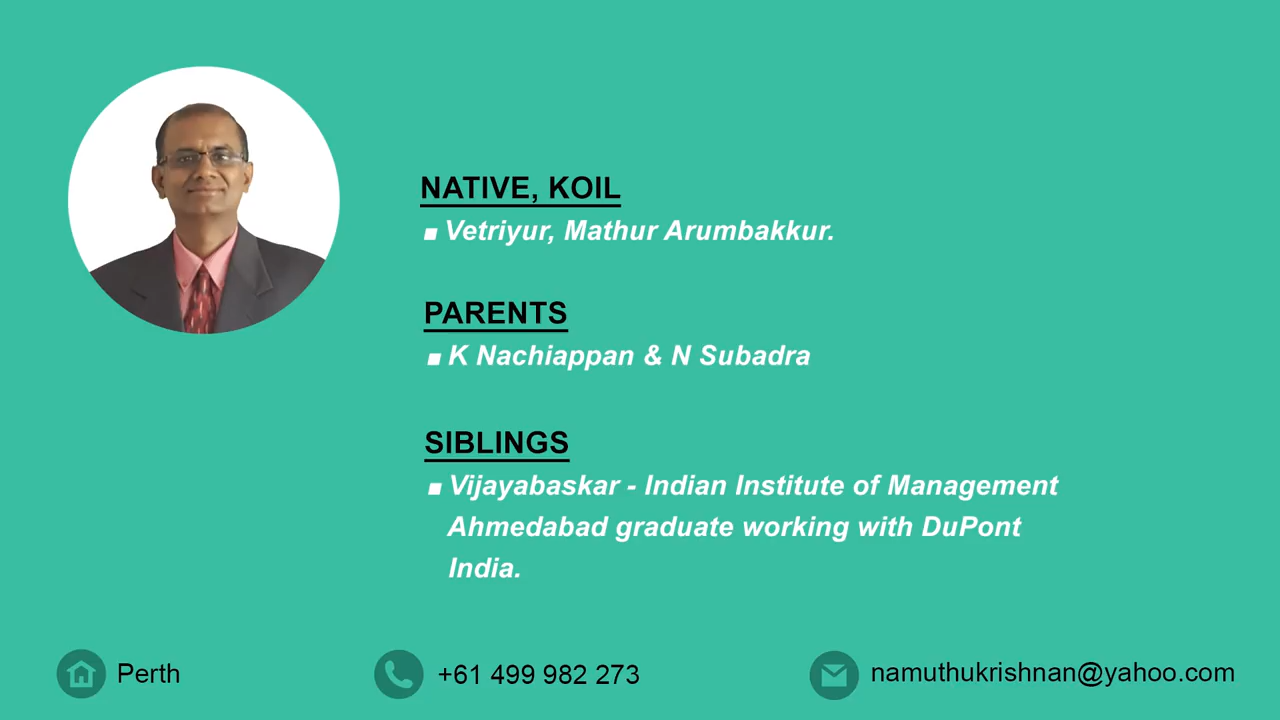 NATIVE, KOIL
▪ Vetriyur, Mathur Arumbakkur.
PARENTS
▪ K Nachiappan & N Subadra
SIBLINGS
▪ Vijayabaskar - Indian Institute of Management
Ahmedabad graduate working with DuPont
India.
Perth
+61 499 982 273
namuthukrishnan@yahoo.com